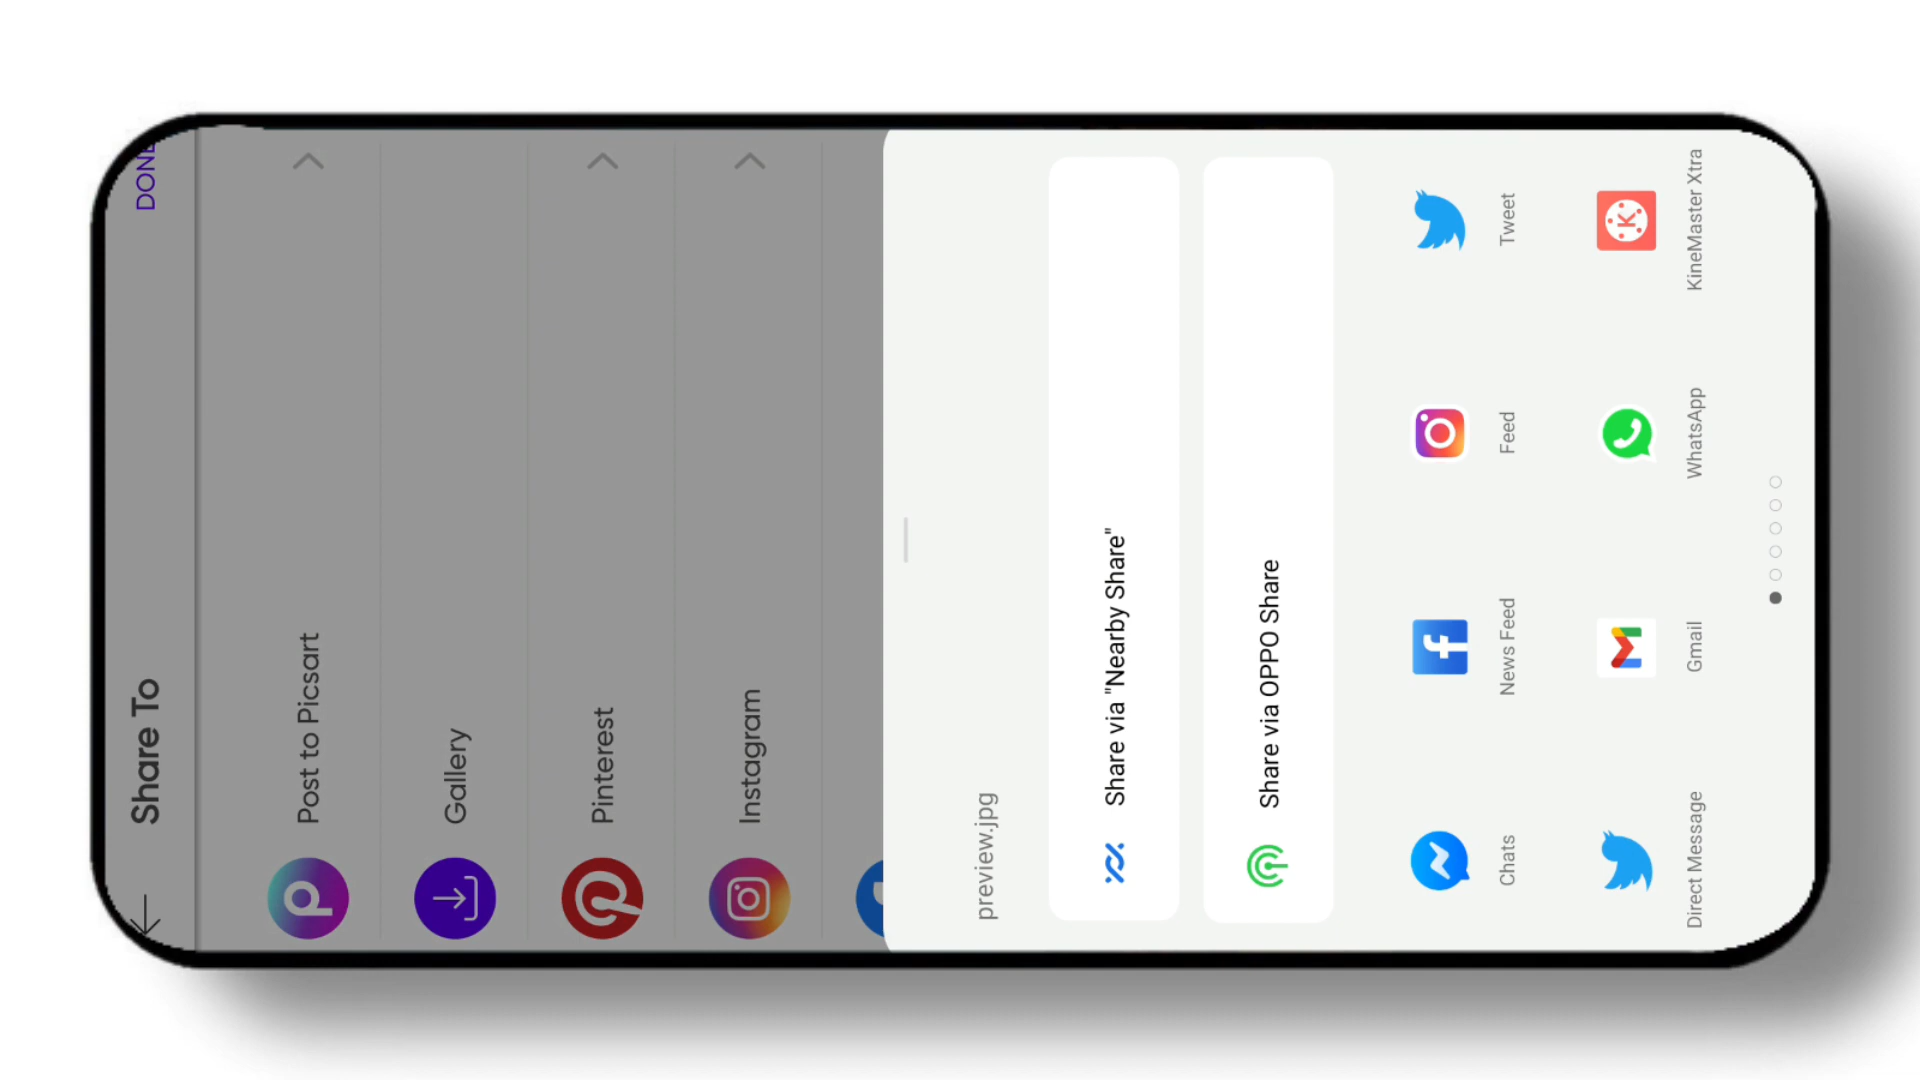 Share To
DONE
Post to Picsart
Gallery
Pinterest
Instagram
preview.jpg
Share via "Nearby Share"
Share via OPPO Share
Chats
News Feed
Feed
Tweet
Direct Message
Gmail
WhatsApp
KineMaster Xtra